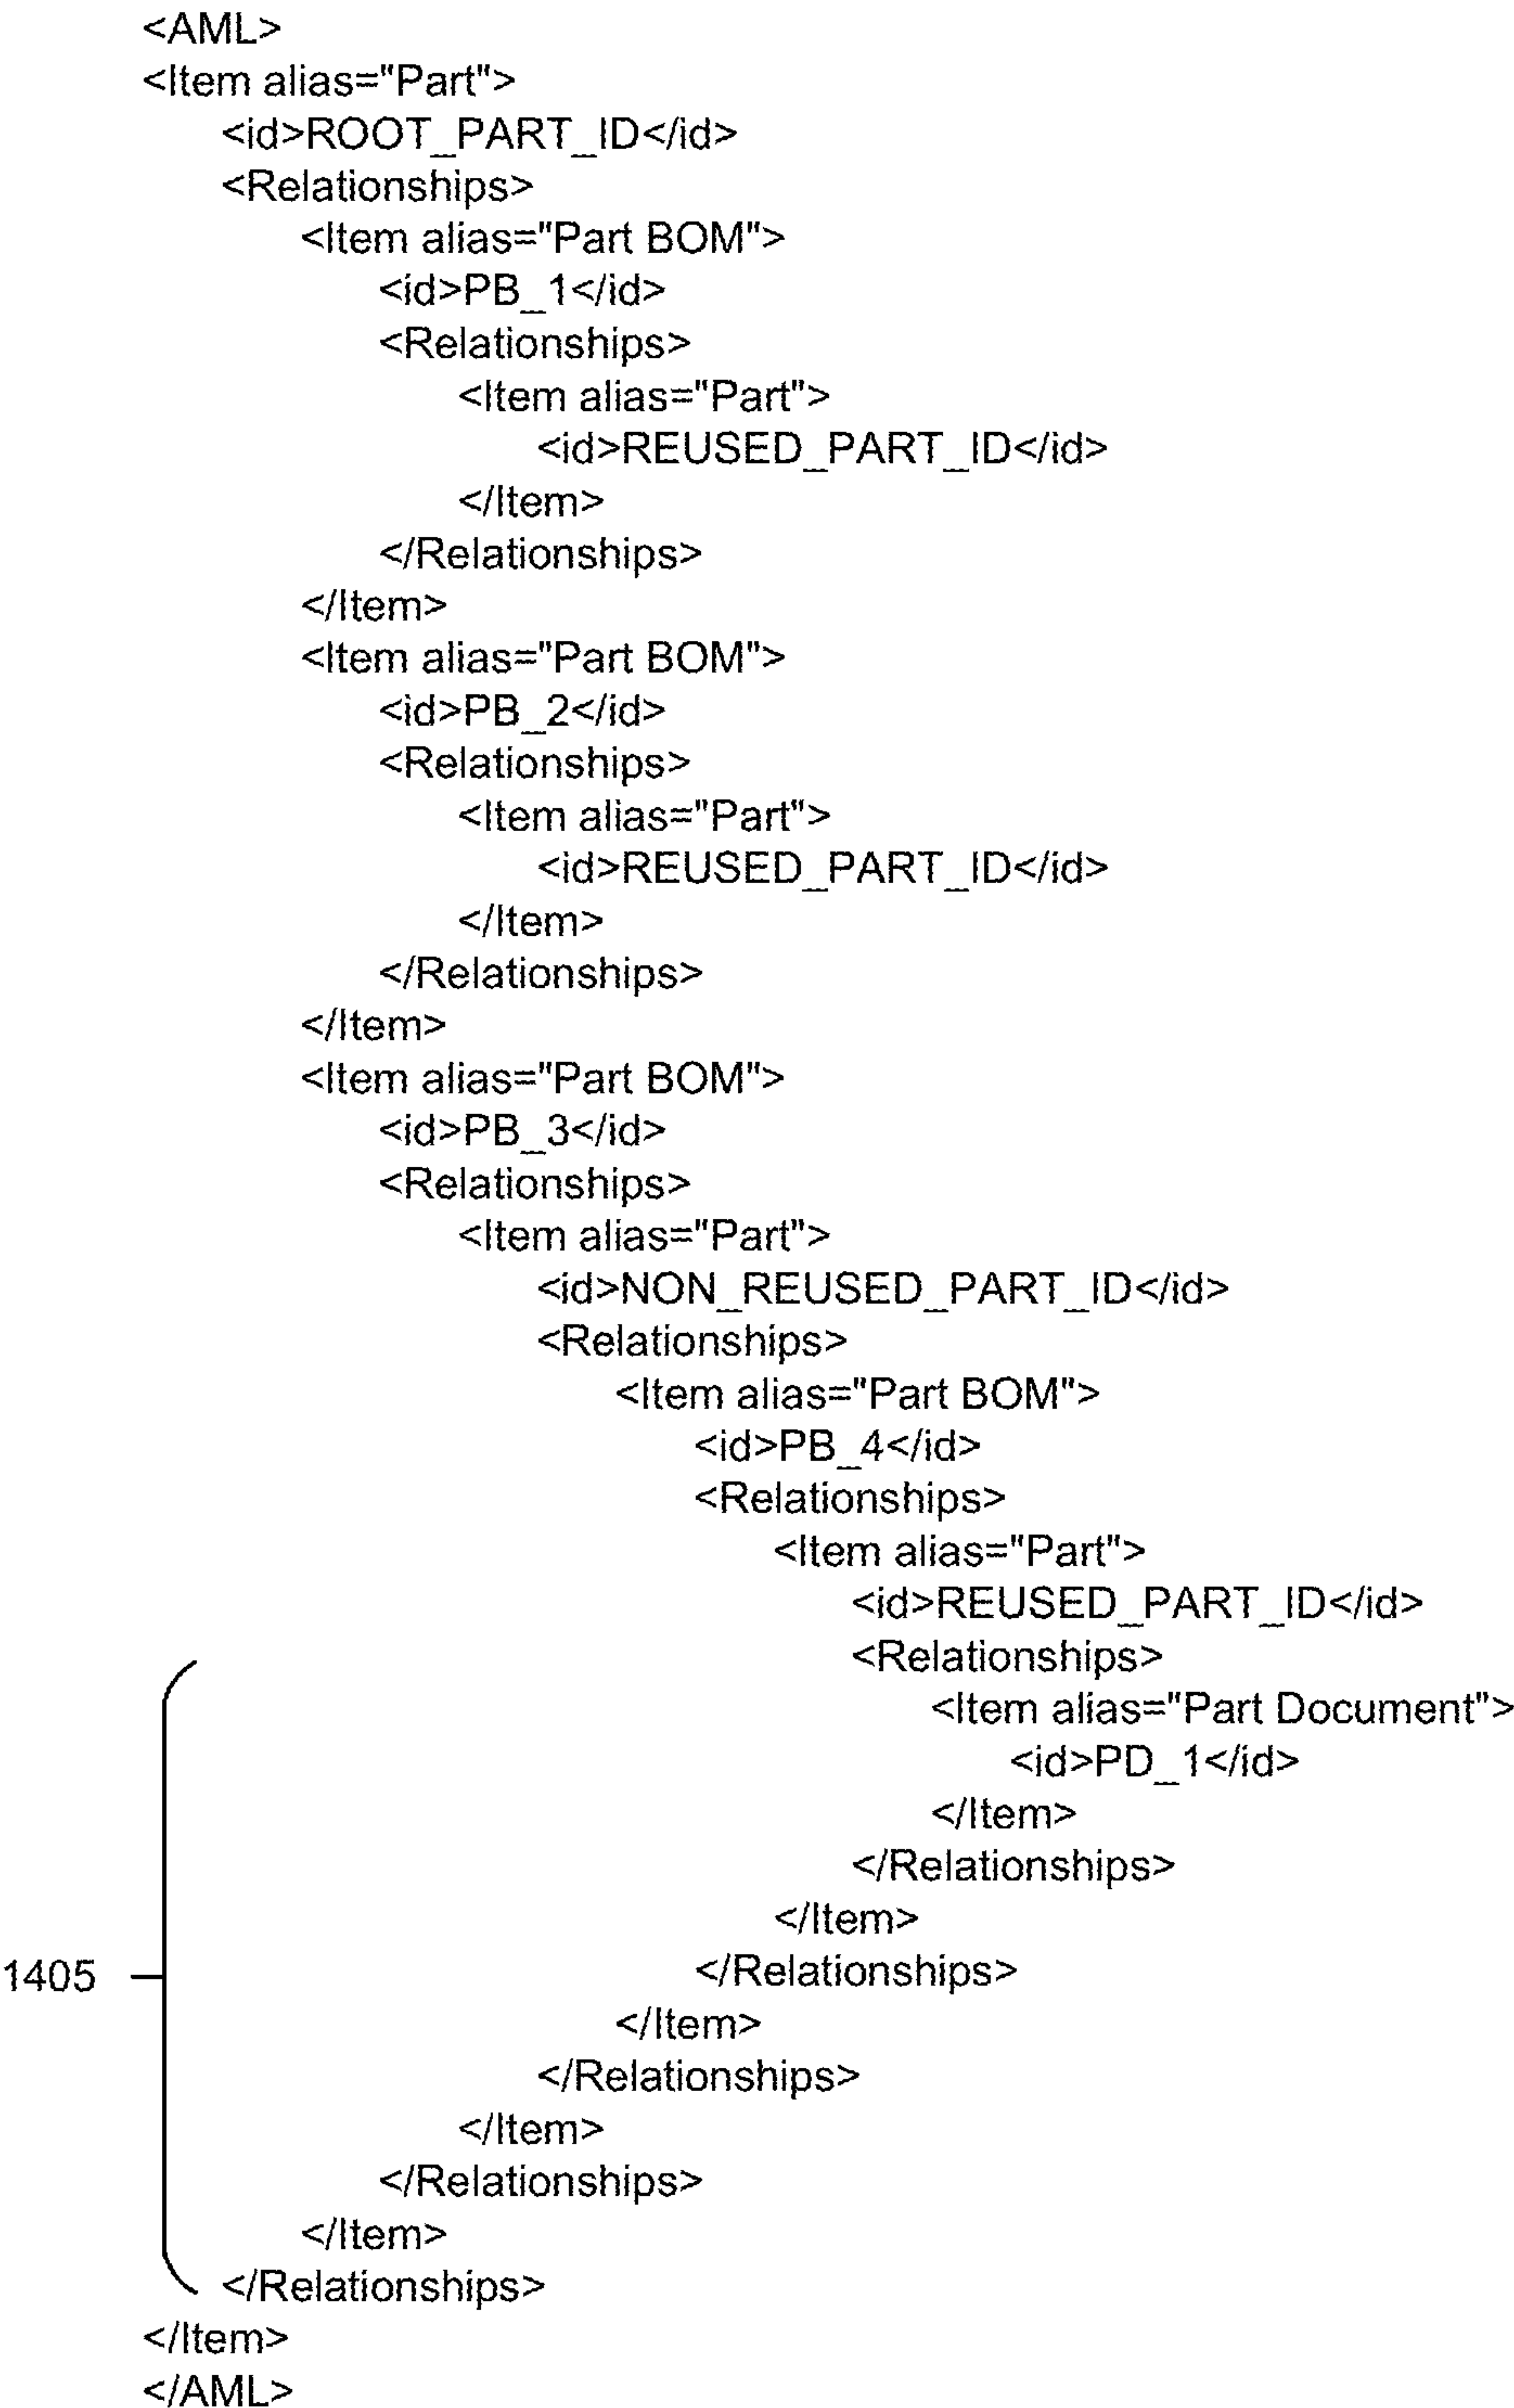 <AML>
<Item alias="Part">
<id>ROOT_PART_ID</id>
<Relationships>
<Item alias="Part BOM">
<id>PB_1</id>
<Relationships>
<Item alias="Part">
<id>REUSED_PART_ID</id>
</Item>
</Relationships>
</Item>
<Item alias="Part BOM">
<id>PB_2</id>
<Relationships>
<Item alias="Part">
<id>REUSED_PART_ID</id>
</Item>
</Relationships>
</Item>
<Item alias="Part BOM">
<id>PB_3</id>
<Relationships>
<Item alias="Part">
<id>NON_REUSED_PART_ID</id>
<Relationships>
<Item alias="Part BOM">
<id>PB_4</id>
<Relationships>
<Item alias="Part">
<id>REUSED_PART_ID</id>
<Relationships>
<Item alias="Part Document">
<id>PD_1</id>
</Item>
</Relationships>
</Item>
1405 </Relationships>
</Item>
</Relationships>
</Item>
</Relationships>
</Item>
</Relationships>
</Item>
</AML>